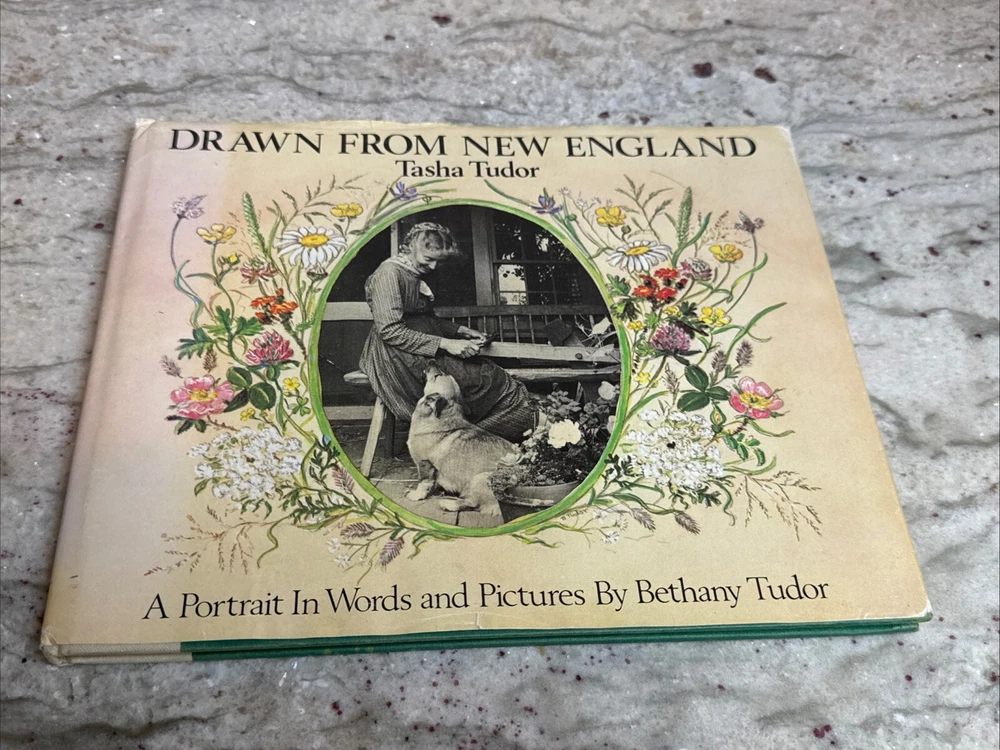 DRAWN FROM NEW ENGLAND
Tasha Tudor
A Portrait In Words and Pictures By Bethany Tudor